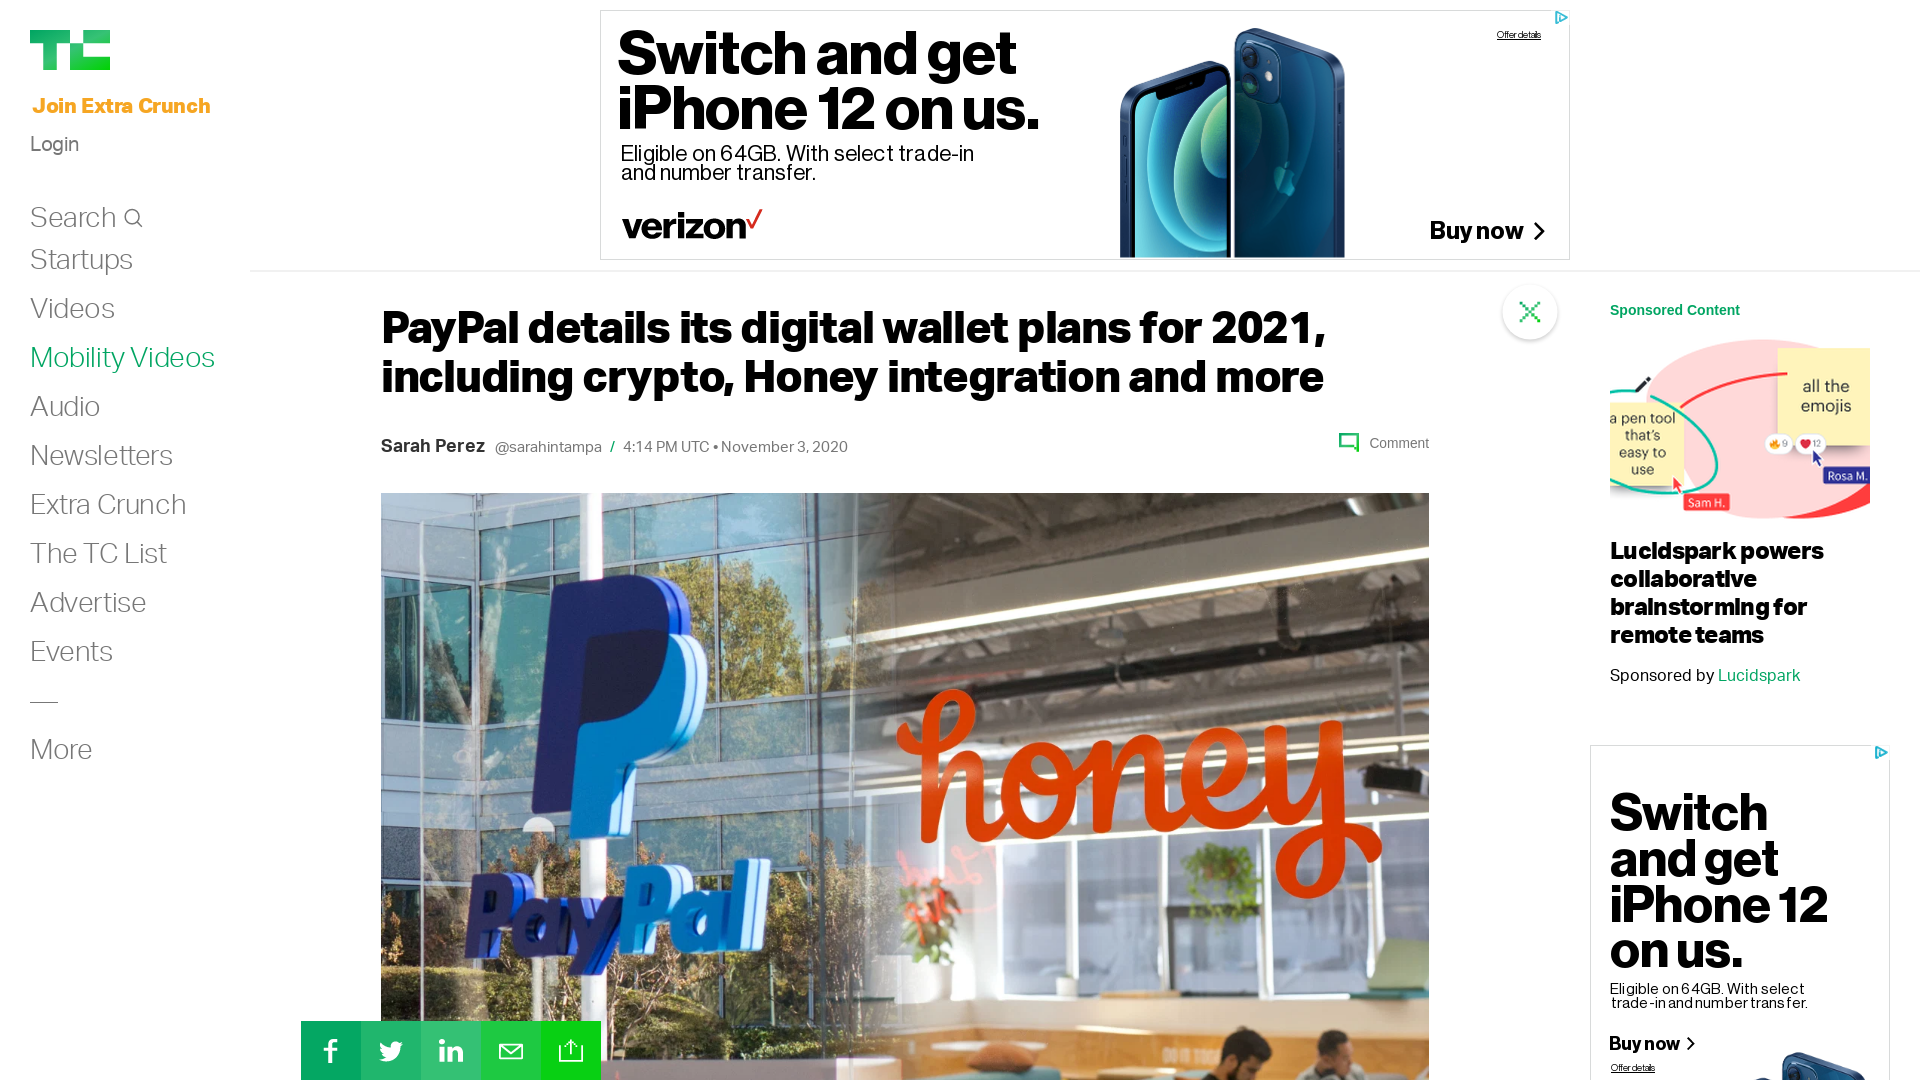 TC
Join Extra Crunch
Login
Search
Startups
Videos
Mobility Videos
Audio
Newsletters
Extra Crunch
The TC List
Advertise
Events
More
Switch and get
iPhone 12 on us.
Eligible on 64GB. With select trade-in
and number transfer.
verizon
Offer details
Buy now
PayPal details its digital wallet plans for 2021,
including crypto, Honey integration and more
Sarah Perez @sarahintampa / 4:14 PM UTC • November 3, 2020
Comment
PayPal
honey
Sponsored Content
all the
emojis
a pen tool
that's
easy to
use
9
12
Rosa M.
Sam H.
Lucidspark powers
collaborative
brainstorming for
remote teams
Sponsored by Lucidspark
Switch
and get
iPhone 12
on us.
Eligible on 64GB. With select
trade-in and number transfer.
Buy now
Offer details